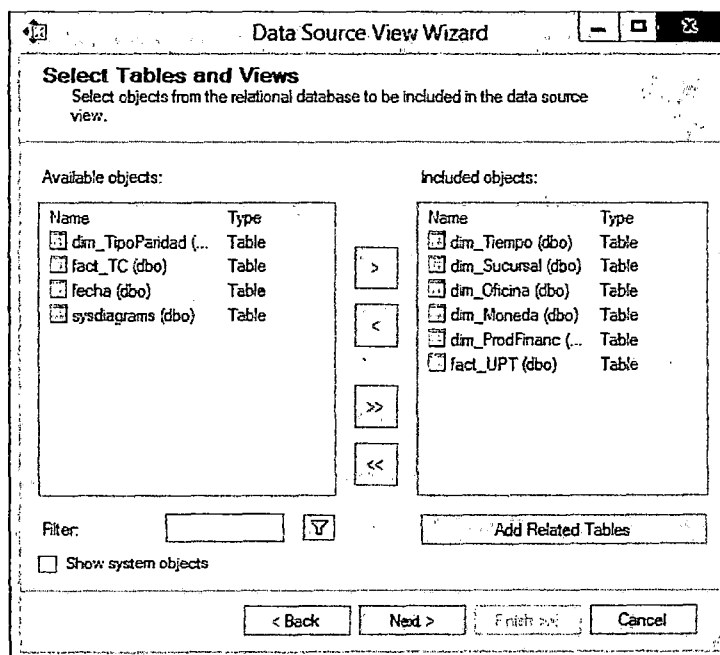 Data Source View Wizard
Select Tables and Views
Select objects from the relational database to be included in the data source
view.
Available objects:
Name Type
dim_TipoParidad (... Table
fact_TC (dbo) Table
fecha (dbo) Table
sysdiagrams (dbo) Table
>
<
>>
<<
Included objects:
Name Type
dim_Tiempo (dbo) Table
dim_Sucursal (dbo) Table
dim_Oficina (dbo) Table
dim_Moneda (dbo) Table
dim_ProdFinanc (... Table
fact_UPT (dbo) Table
Filter:
Add Related Tables
Show system objects
< Back
Next >
Finish >>|
Cancel